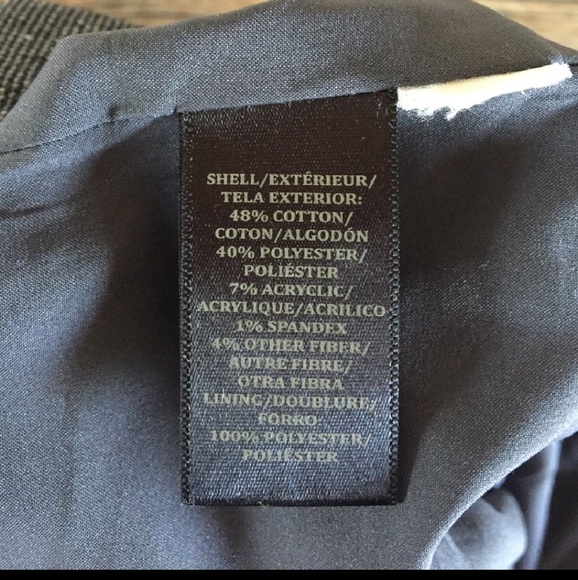 SHELL/EXTÉRIEUR/
TELA EXTERIOR:
48% COTTON/
COTON/ALGODÓN
40% POLYESTER/
POLIÉSTER
7% ACRYCLIC/
ACRYLIQUE/ACRÍLICO
1% SPANDEX
4% OTHER FIBER/
AUTRE FIBRE/
OTRA FIBRA
LINING/DOUBLURE/
FORRO:
100% POLYESTER/
POLIÉSTER